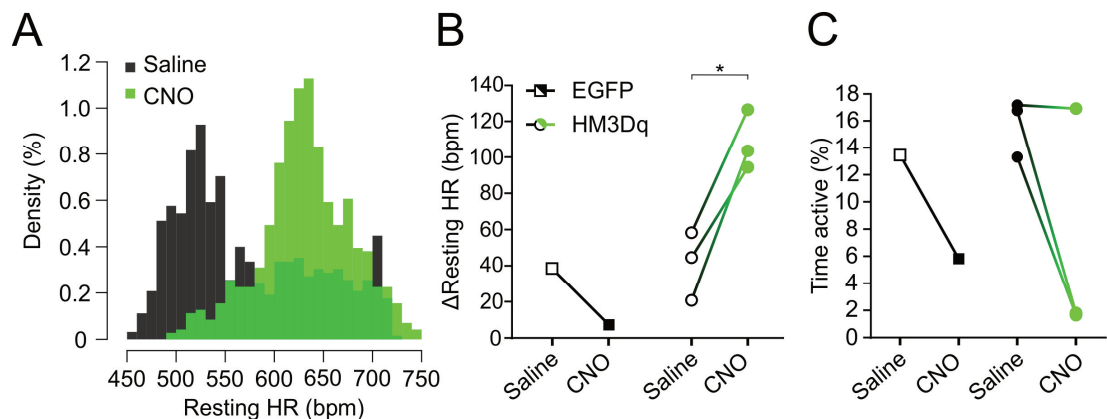 A
Saline
CNO
Density (%)
1.2
1.0
0.8
0.6
0.4
0.2
0
450 500 550 600 650 700 750
Resting HR (bpm)
B
EGFP
HM3Dq
*
ΔResting HR (bpm)
140
120
100
80
60
40
20
0
Saline CNO Saline CNO
C
Time active (%)
18
16
14
12
10
8
6
4
2
0
Saline CNO Saline CNO